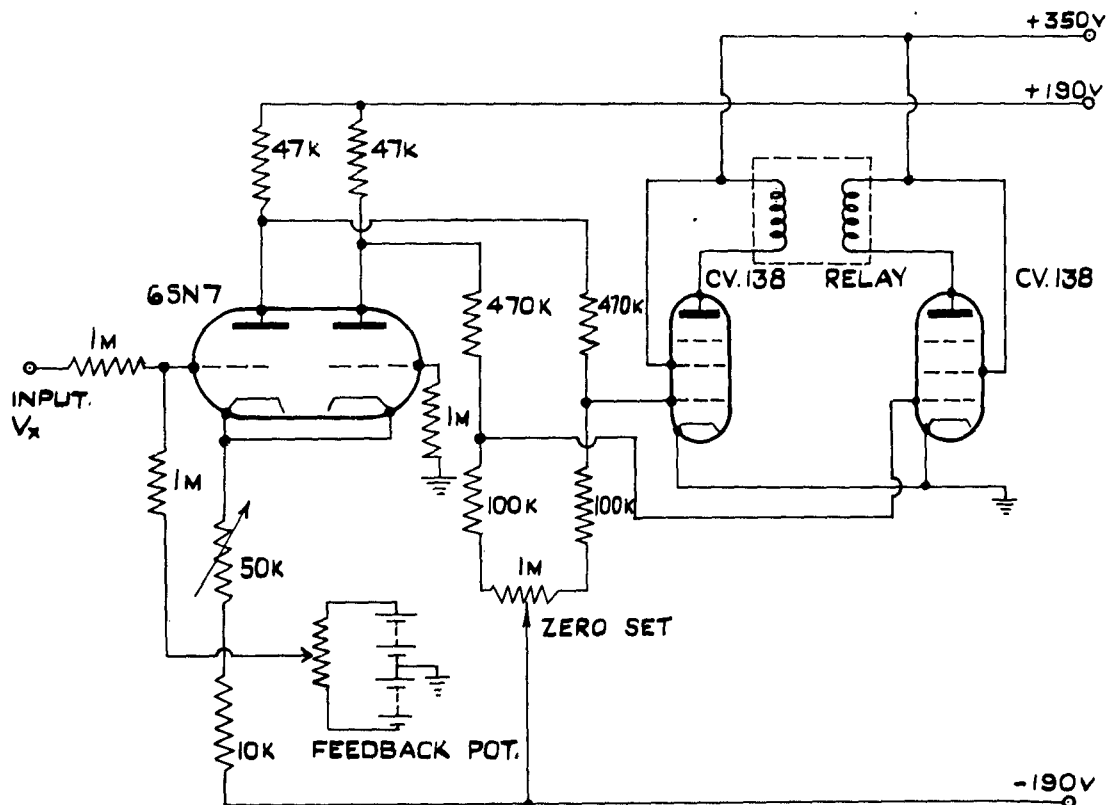 +350V
+190V
47K
47K
CV.138
RELAY
CV.138
6SN7
470K
470K
1M
INPUT.
Vx
1M
1M
100K
100K
50K
1M
ZERO SET
10K
FEEDBACK POT.
-190V